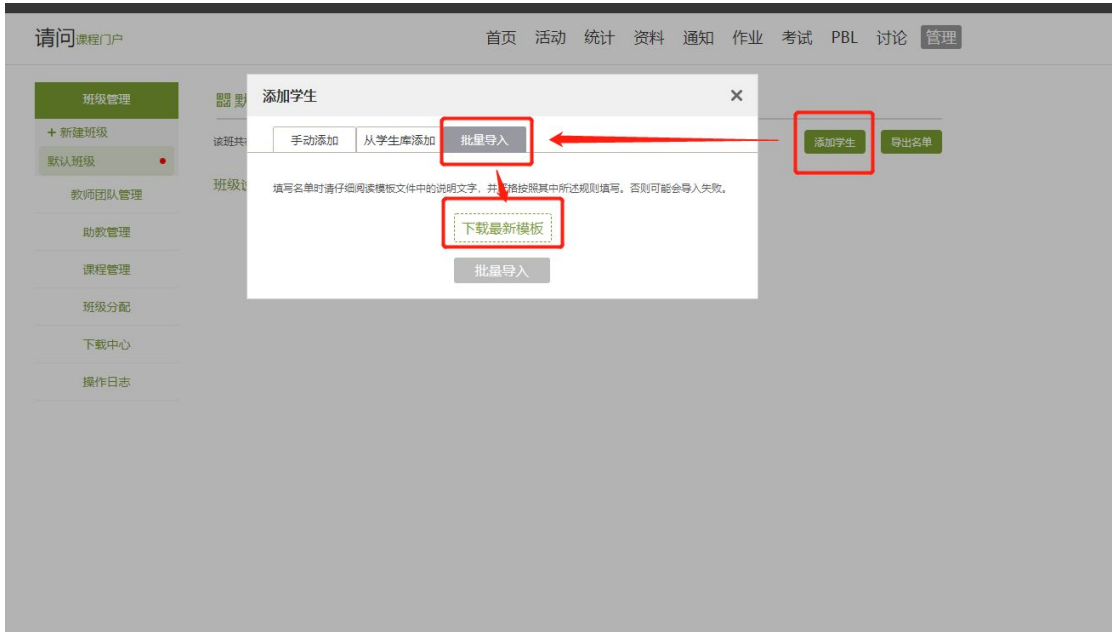 请问课程门户
首页 活动 统计 资料 通知 作业 考试 PBL 讨论 管理
班级管理
+ 新建班级
默认班级
教师团队管理
助教管理
课程管理
班级分配
下载中心
操作日志
默
该班共
班级设
添加学生
导出名单
添加学生 ×
手动添加 从学生库添加 批量导入
填写名单时请仔细阅读模板文件中的说明文字，并严格按照其中所述规则填写。否则可能会导入失败。
下载最新模板
批量导入